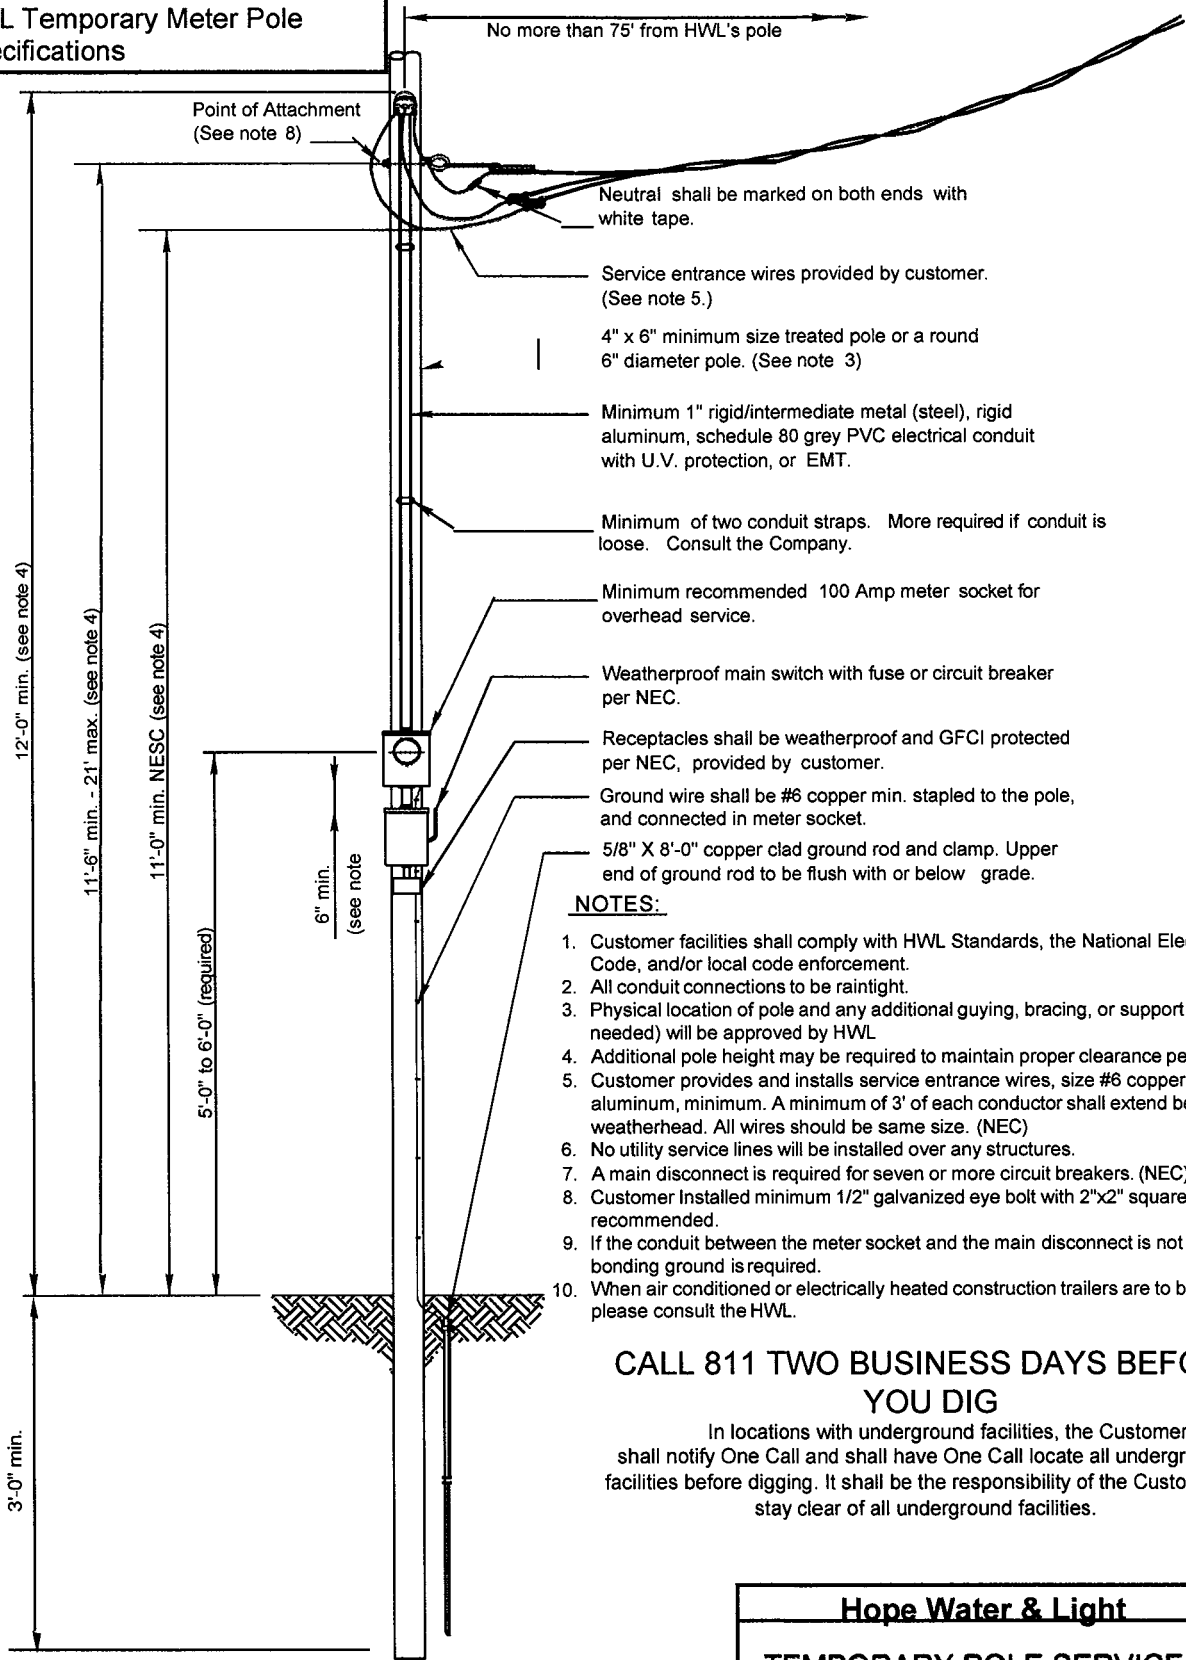 L Temporary Meter Pole
ecifications
No more than 75' from HWL's pole
Point of Attachment
(See note 8)
Neutral shall be marked on both ends with
white tape.
Service entrance wires provided by customer.
(See note 5.)
4" x 6" minimum size treated pole or a round
6" diameter pole. (See note 3)
Minimum 1" rigid/intermediate metal (steel), rigid
aluminum, schedule 80 grey PVC electrical conduit
with U.V. protection, or EMT.
Minimum of two conduit straps. More required if conduit is
loose. Consult the Company.
Minimum recommended 100 Amp meter socket for
overhead service.
Weatherproof main switch with fuse or circuit breaker
per NEC.
Receptacles shall be weatherproof and GFCI protected
per NEC, provided by customer.
Ground wire shall be #6 copper min. stapled to the pole,
and connected in meter socket.
5/8" X 8'-0" copper clad ground rod and clamp. Upper
end of ground rod to be flush with or below grade.
12'-0" min. (see note 4)
11'-6" min. - 21' max. (see note 4)
11'-0" min. NESC (see note 4)
5'-0" to 6'-0" (required)
6" min.
(see note
3'-0" min.
NOTES:
1. Customer facilities shall comply with HWL Standards, the National Ele
Code, and/or local code enforcement.
2. All conduit connections to be raintight.
3. Physical location of pole and any additional guying, bracing, or support
needed) will be approved by HWL
4. Additional pole height may be required to maintain proper clearance pe
5. Customer provides and installs service entrance wires, size #6 copper
aluminum, minimum. A minimum of 3' of each conductor shall extend be
weatherhead. All wires should be same size. (NEC)
6. No utility service lines will be installed over any structures.
7. A main disconnect is required for seven or more circuit breakers. (NEC)
8. Customer Installed minimum 1/2" galvanized eye bolt with 2"x2" square
recommended.
9. If the conduit between the meter socket and the main disconnect is not
bonding ground is required.
10. When air conditioned or electrically heated construction trailers are to b
please consult the HWL.
CALL 811 TWO BUSINESS DAYS BEFO
YOU DIG
In locations with underground facilities, the Customer
shall notify One Call and shall have One Call locate all undergr
facilities before digging. It shall be the responsibility of the Custo
stay clear of all underground facilities.
Hope Water & Light
TEMPORARY POLE SERVICE